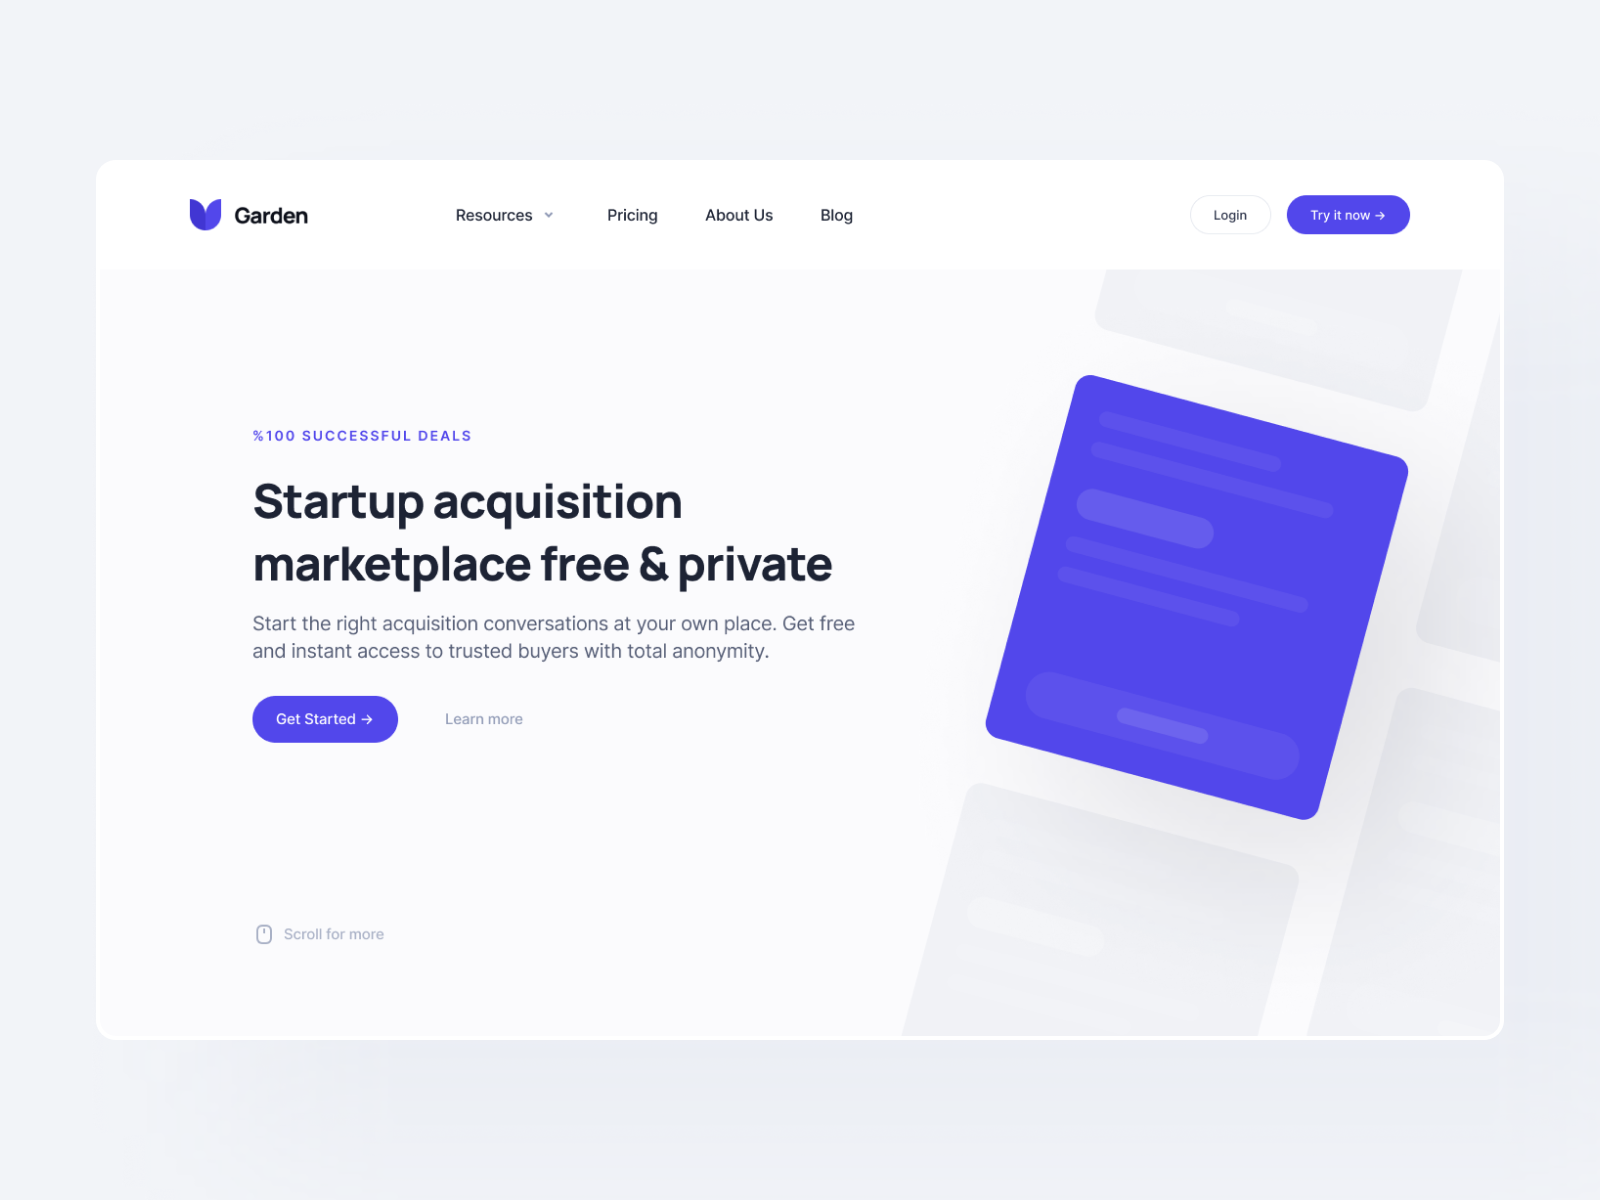 Garden
Resources
Pricing
About Us
Blog
Login
Try it now →
%100 SUCCESSFUL DEALS
Startup acquisition
marketplace free & private
Start the right acquisition conversations at your own place. Get free
and instant access to trusted buyers with total anonymity.
Get Started →
Learn more
Scroll for more